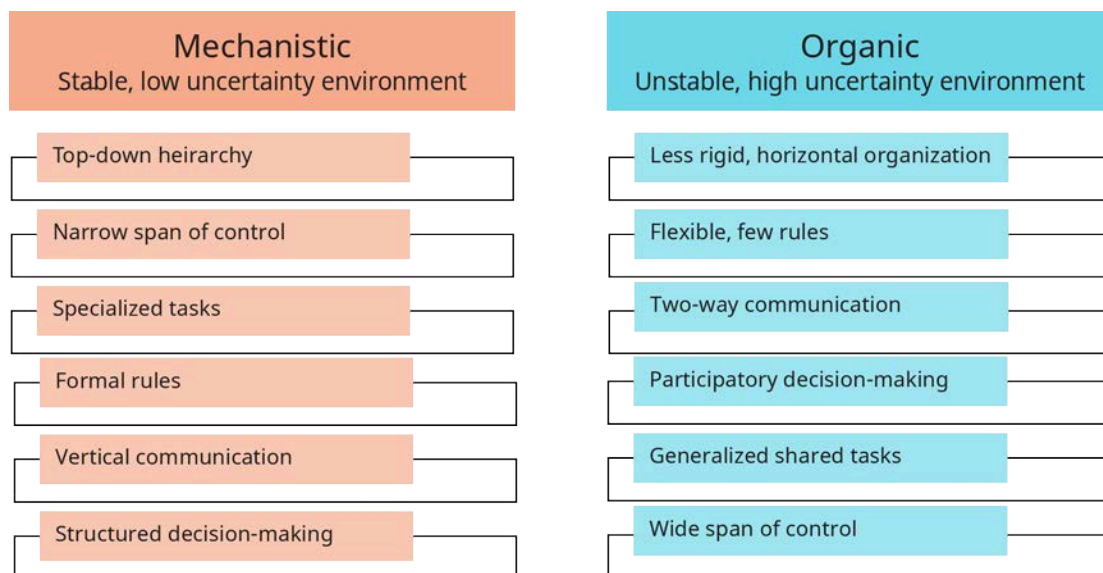 Mechanistic
Stable, low uncertainty environment
Top-down heirarchy
Narrow span of control
Specialized tasks
Formal rules
Vertical communication
Structured decision-making
Organic
Unstable, high uncertainty environment
Less rigid, horizontal organization
Flexible, few rules
Two-way communication
Participatory decision-making
Generalized shared tasks
Wide span of control